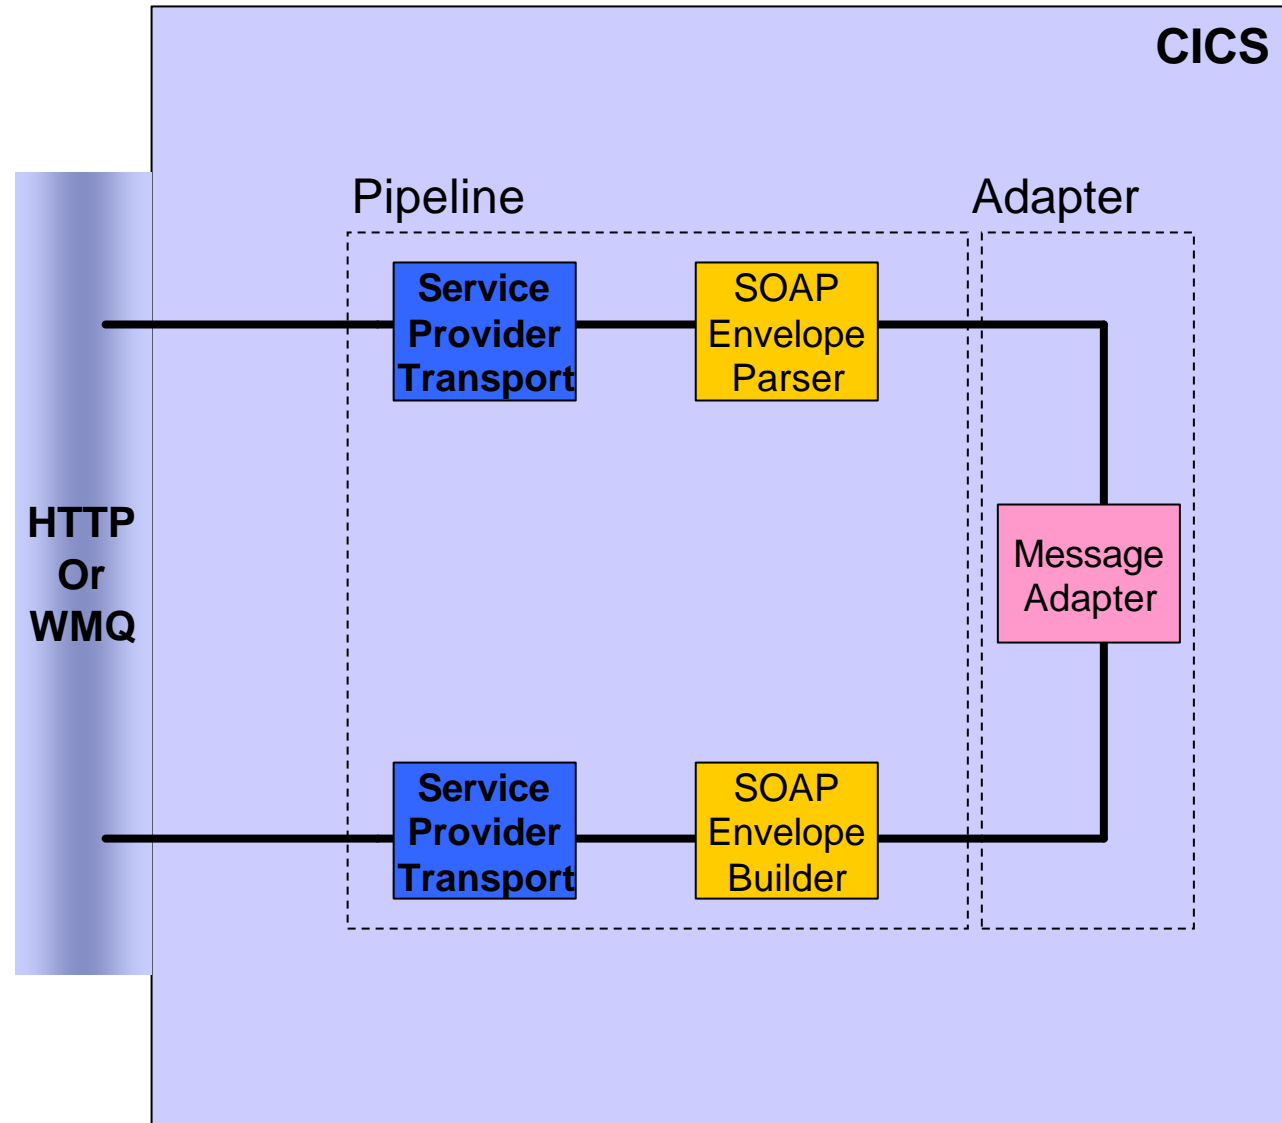 CICS
Pipeline
Adapter
Service
Provider
Transport
SOAP
Envelope
Parser
HTTP
Or
WMQ
Message
Adapter
Service
Provider
Transport
SOAP
Envelope
Builder